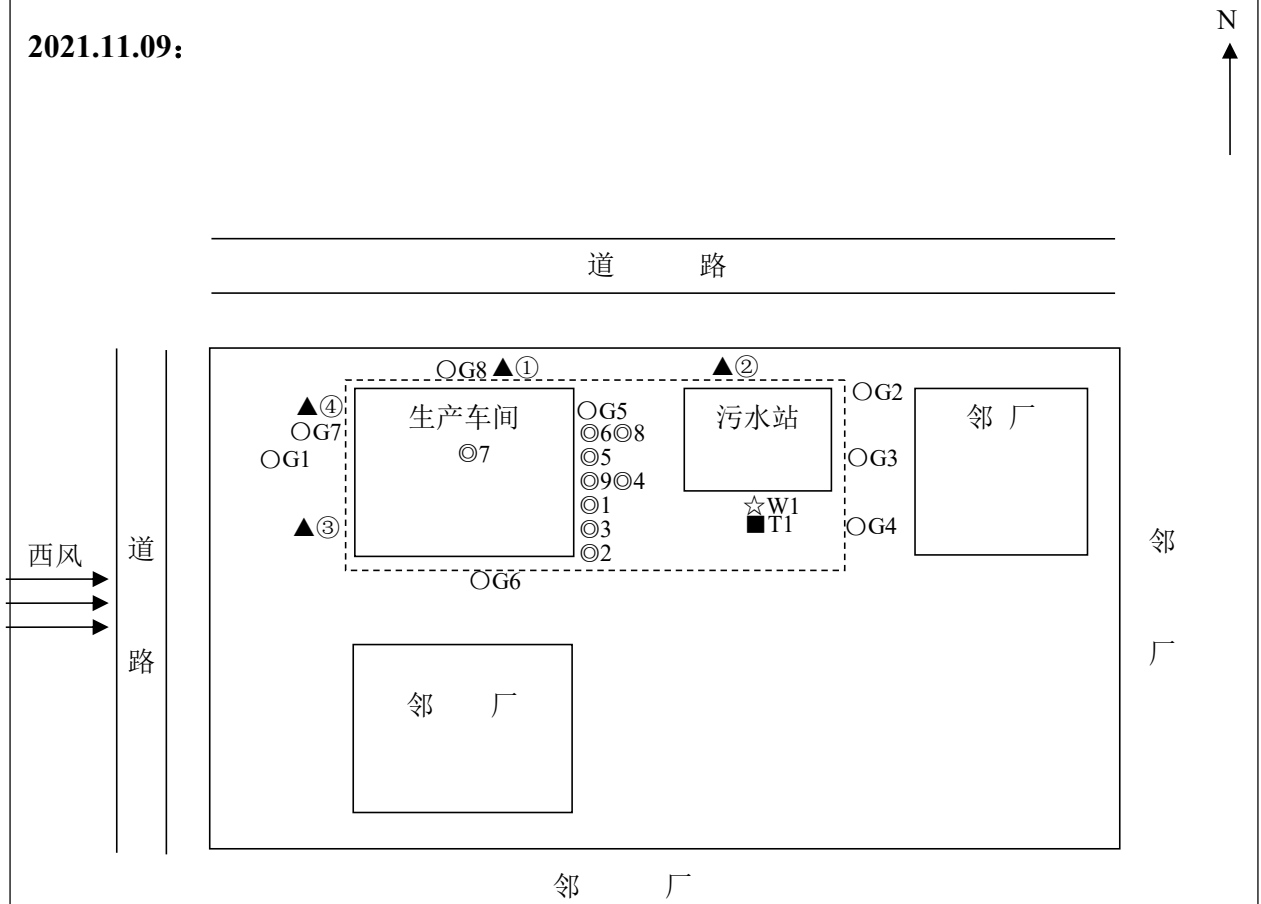 N
2021.11.09：
道 路
○G8▲①
▲②
▲④
○G7
○G1
▲③
生产车间
◎7
○G5
◎6◎8
◎5
◎9◎4
◎1
◎3
◎2
污水站
☆W1
■T1
○G2
○G3
○G4
邻 厂
西风
道
路
○G6
邻
厂
邻 厂
邻 厂